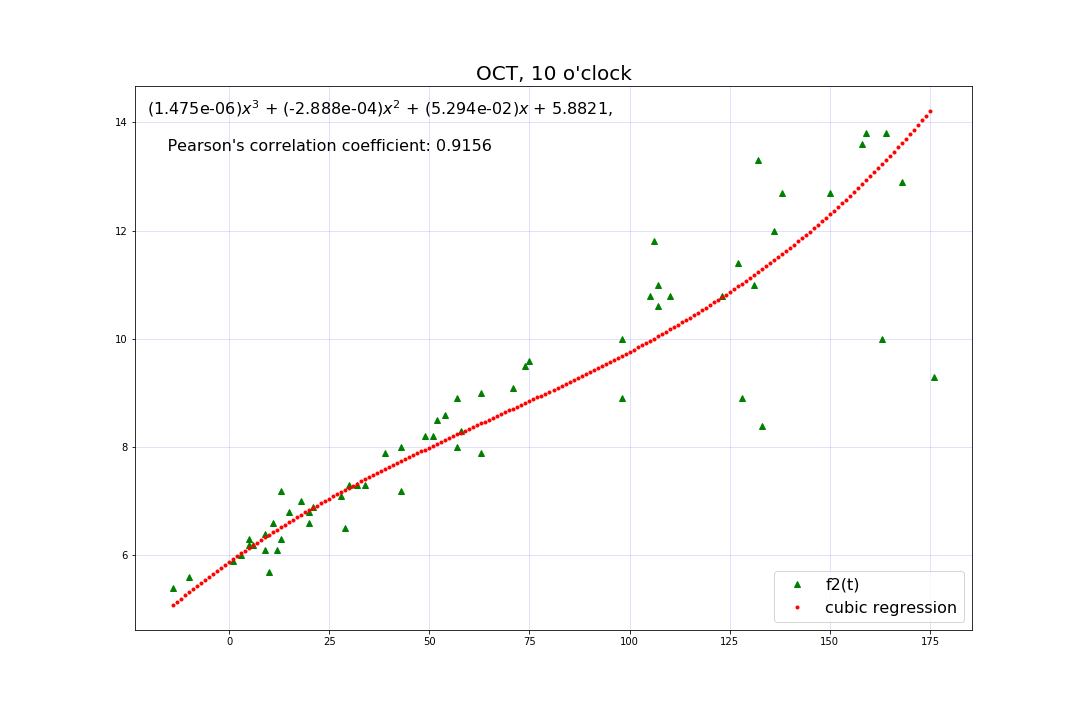 OCT, 10 o'clock
(1.475e-06)x³ + (-2.888e-04)x² + (5.294e-02)x + 5.8821,
Pearson's correlation coefficient: 0.9156
14
12
10
8
6
f2(t)
cubic regression
0 25 50 75 100 125 150 175